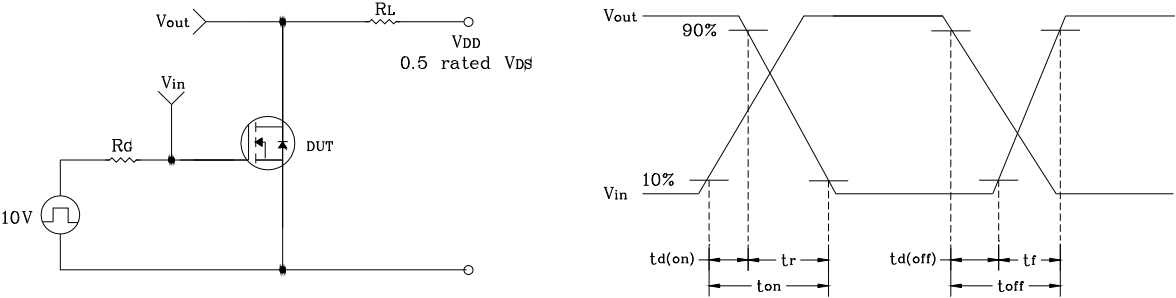 Vout
RL
VDD
0.5 rated VDS
Vin
RG
DUT
10V
Vout
90%
10%
Vin
td(on)
tr
td(off)
tf
ton
toff